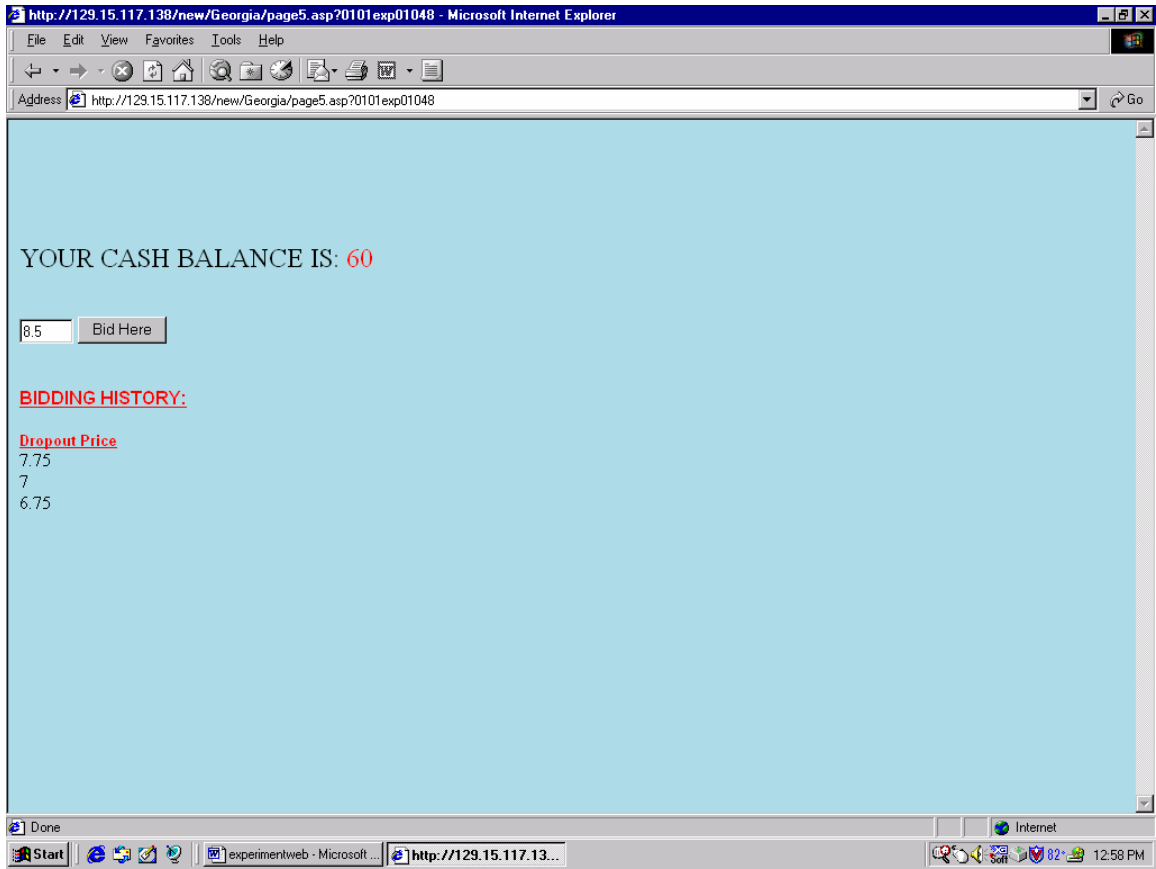 http://129.15.117.138/new/Georgia/page5.asp?0101exp01048 - Microsoft Internet Explorer
File Edit View Favorites Tools Help
Address http://129.15.117.138/new/Georgia/page5.asp?0101exp01048 Go
YOUR CASH BALANCE IS: 60
8.5 Bid Here
BIDDING HISTORY:
Dropout Price
7.75
7
6.75
Done Internet
Start experimentweb - Microsoft ... http://129.15.117.13... 82° 12:58 PM